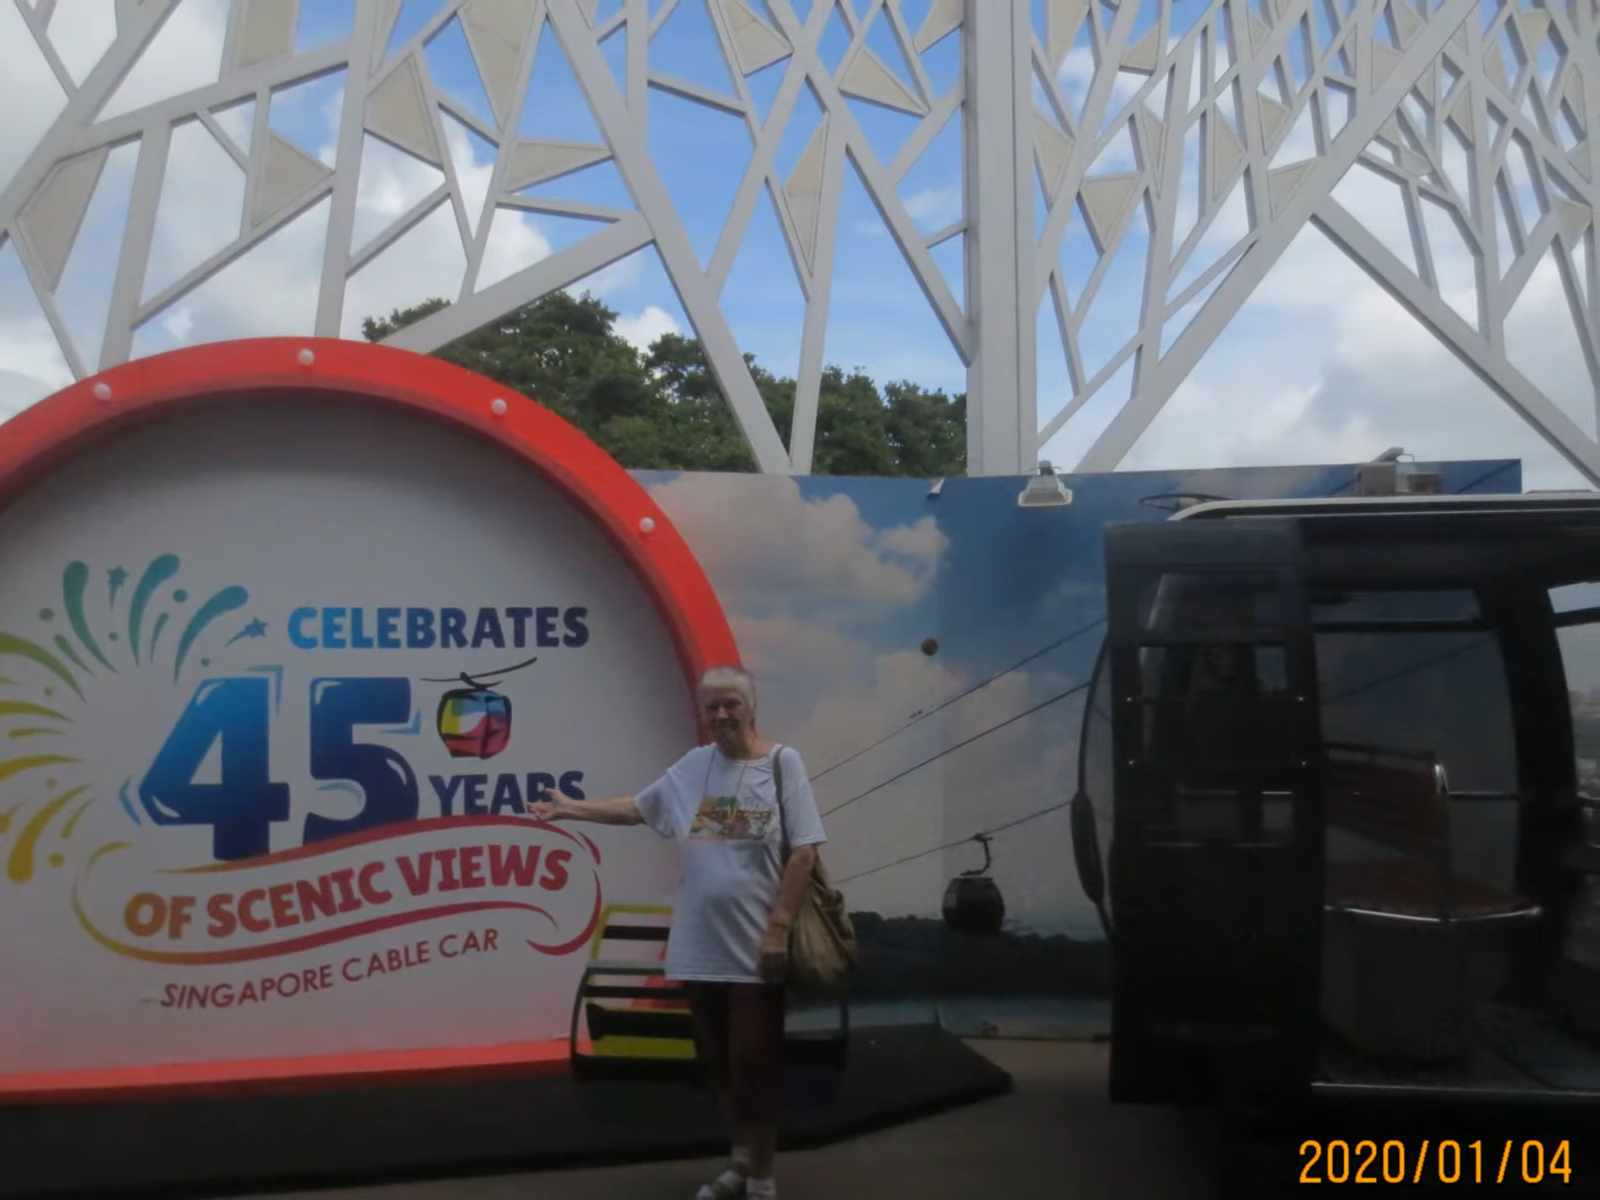 CELEBRATES
45 YEARS
OF SCENIC VIEWS
SINGAPORE CABLE CAR
2020/01/04